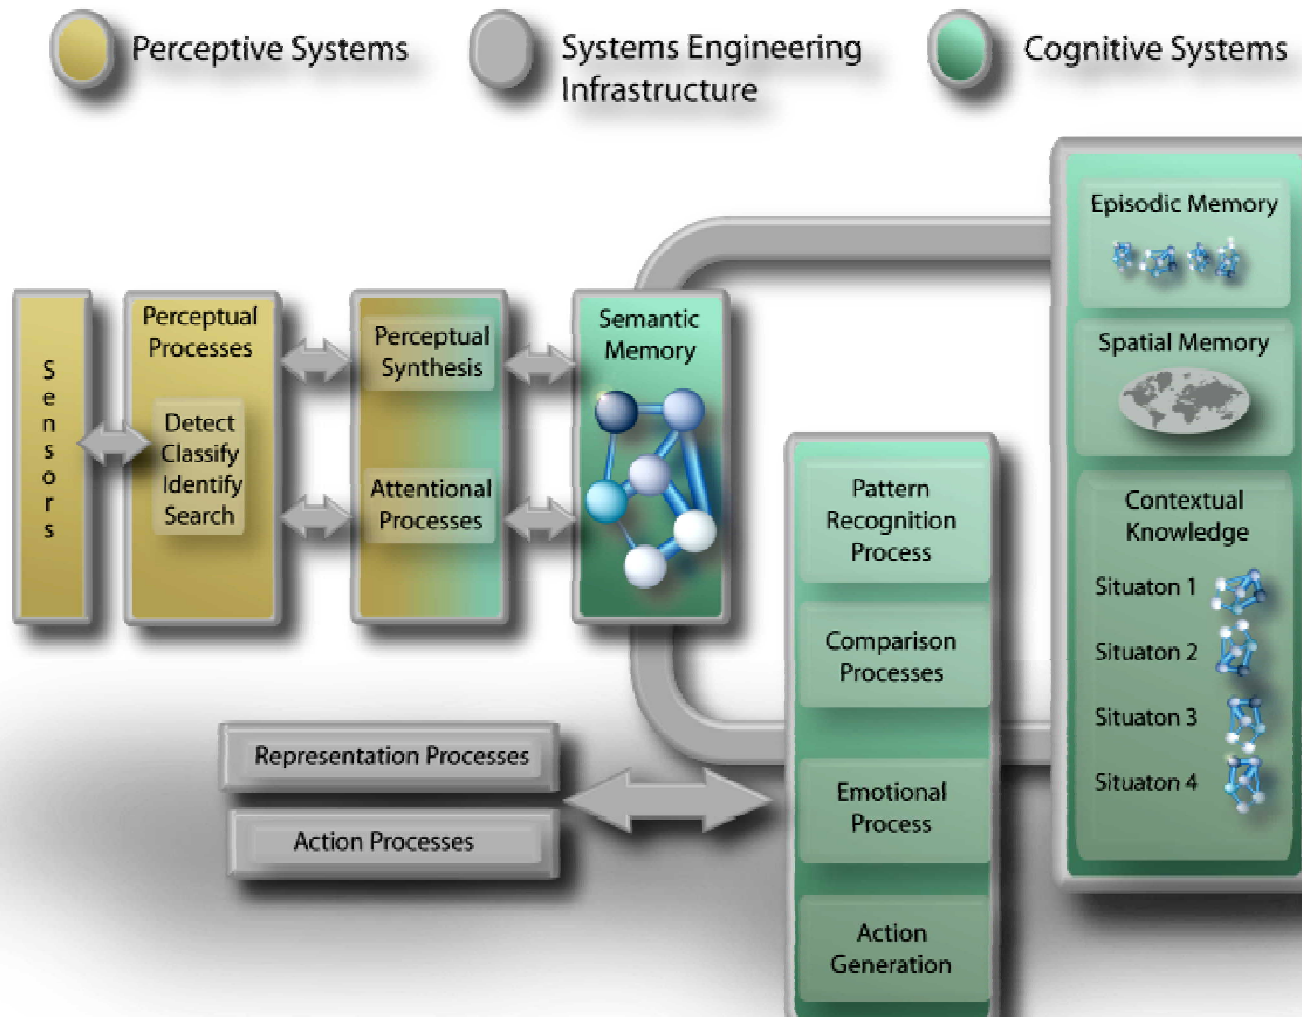 Perceptive Systems
Systems Engineering
Infrastructure
Cognitive Systems
Sensors
Perceptual
Processes
Detect
Classify
Identify
Search
Perceptual
Synthesis
Attentional
Processes
Semantic
Memory
Episodic Memory
Spatial Memory
Contextual
Knowledge
Situaton 1
Situaton 2
Situaton 3
Situaton 4
Pattern
Recognition
Process
Comparison
Processes
Emotional
Process
Action
Generation
Representation Processes
Action Processes